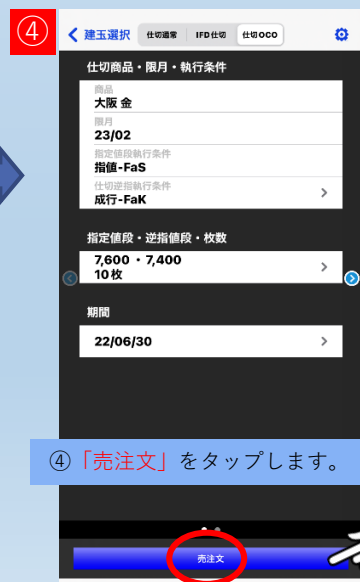 ④
建玉選択 仕切通常 IFD仕切 仕切OCO
仕切商品・限月・執行条件
商品
大阪 金
限月
23/02
指定値段執行条件
指値-FaS
仕切逆指執行条件
成行-FaK
指定値段・逆指値段・枚数
7,600 ・ 7,400
10 枚
期間
22/06/30
④「売注文」をタップします。
売注文